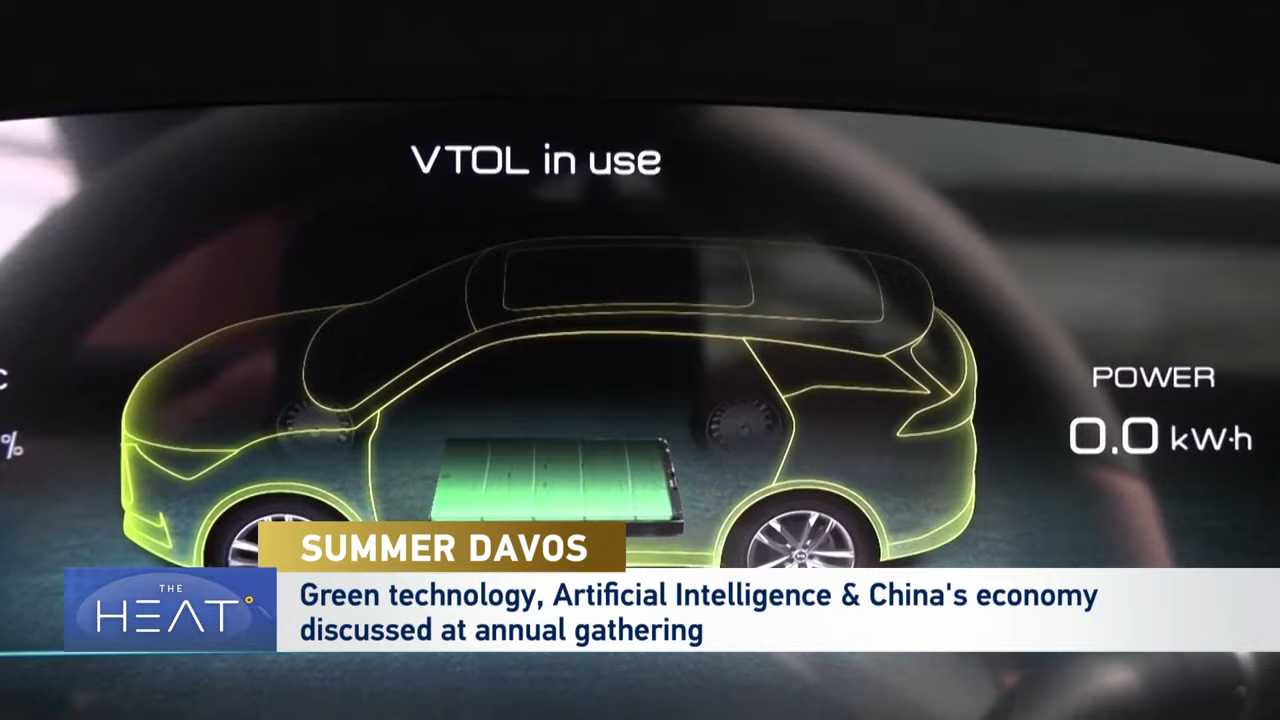 VTOL in use
C
%
POWER
0.0 kW·h
SUMMER DAVOS
THE
HEAT°
Green technology, Artificial Intelligence & China's economy
discussed at annual gathering